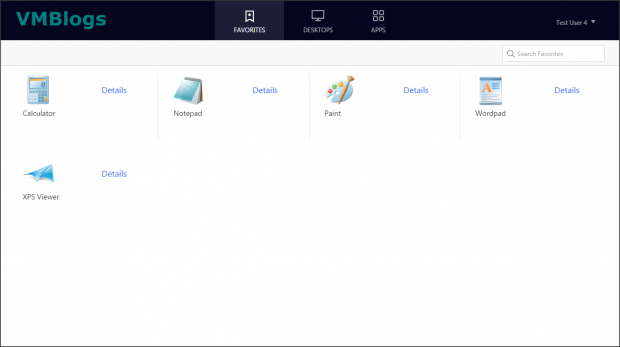 VMBlogs
FAVORITES
DESKTOPS
APPS
Test User 4
Search Favorites
Calculator
Details
Notepad
Details
Paint
Details
Wordpad
Details
XPS Viewer
Details